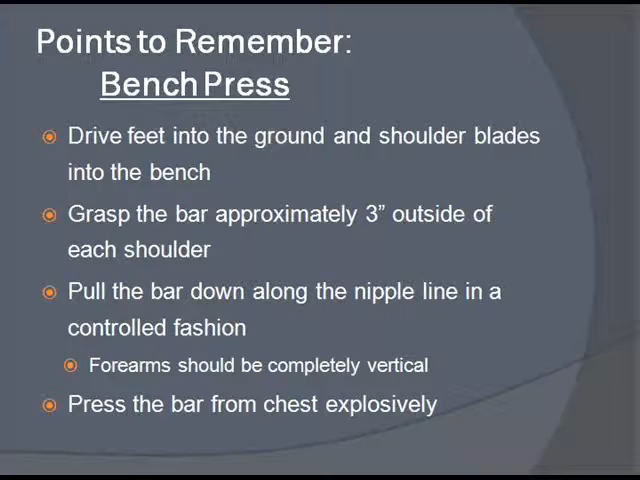 Points to Remember:
Bench Press
Drive feet into the ground and shoulder blades
into the bench
Grasp the bar approximately 3” outside of
each shoulder
Pull the bar down along the nipple line in a
controlled fashion
Forearms should be completely vertical
Press the bar from chest explosively